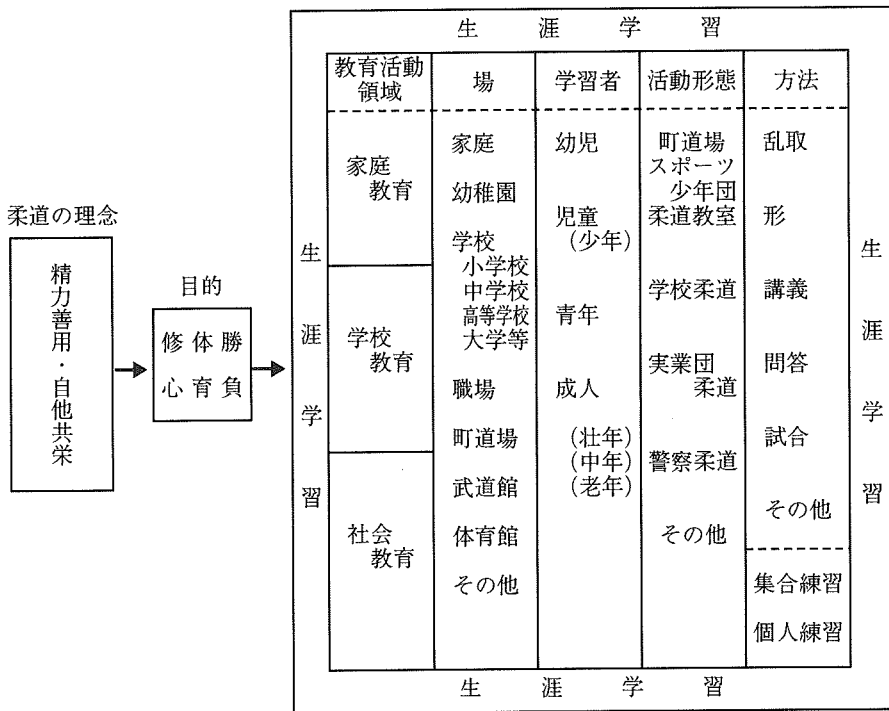 生涯学習
柔道の理念
精力善用・自他共栄
目的
修体勝
心育負
生涯学習
教育活動
領域
家庭
教育
学校
教育
社会
教育
場
家庭
幼稚園
学校
小学校
中学校
高等学校
大学等
職場
町道場
武道館
体育館
その他
学習者
幼児
児童
(少年)
青年
成人
(壮年)
(中年)
(老年)
活動形態
町道場
スポーツ
少年団
柔道教室
学校柔道
実業団
柔道
警察柔道
その他
方法
乱取
形
講義
問答
試合
その他
集合練習
個人練習
生涯学習
生涯学習